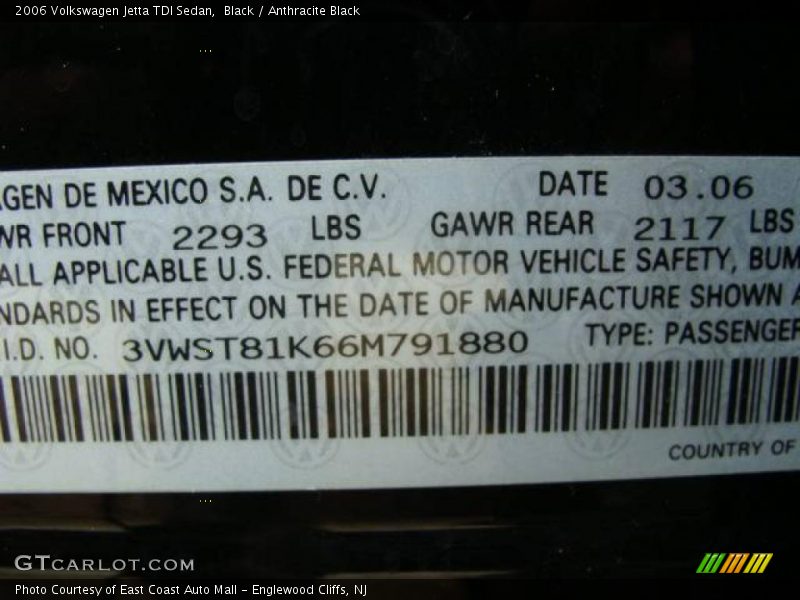 2006 Volkswagen Jetta TDI Sedan,  Black / Anthracite Black
AGEN DE MEXICO S.A. DE C.V. DATE 03.06
WR FRONT 2293 LBS GAWR REAR 2117 LBS
ALL APPLICABLE U.S. FEDERAL MOTOR VEHICLE SAFETY, BUM
NDARDS IN EFFECT ON THE DATE OF MANUFACTURE SHOWN A
.I.D. NO. 3VWST81K66M791880 TYPE: PASSENGER
COUNTRY OF
GTCARLOT.COM
Photo Courtesy of East Coast Auto Mall - Englewood Cliffs, NJ